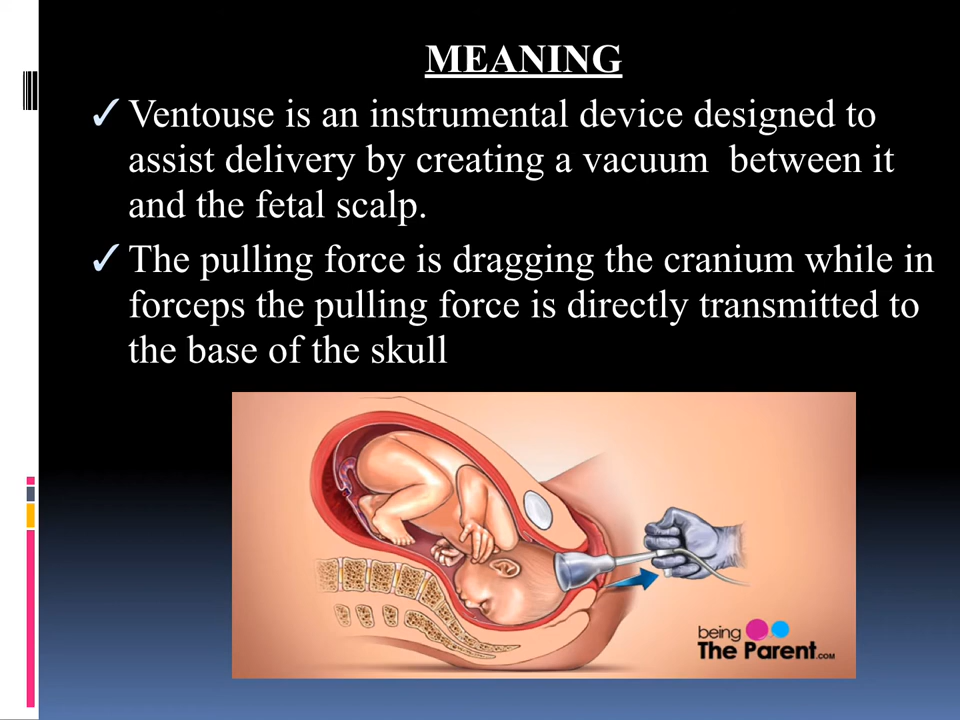 MEANING
✓ Ventouse is an instrumental device designed to
assist delivery by creating a vacuum  between it
and the fetal scalp.
✓ The pulling force is dragging the cranium while in
forceps the pulling force is directly transmitted to
the base of the skull
being
The Parent.COM